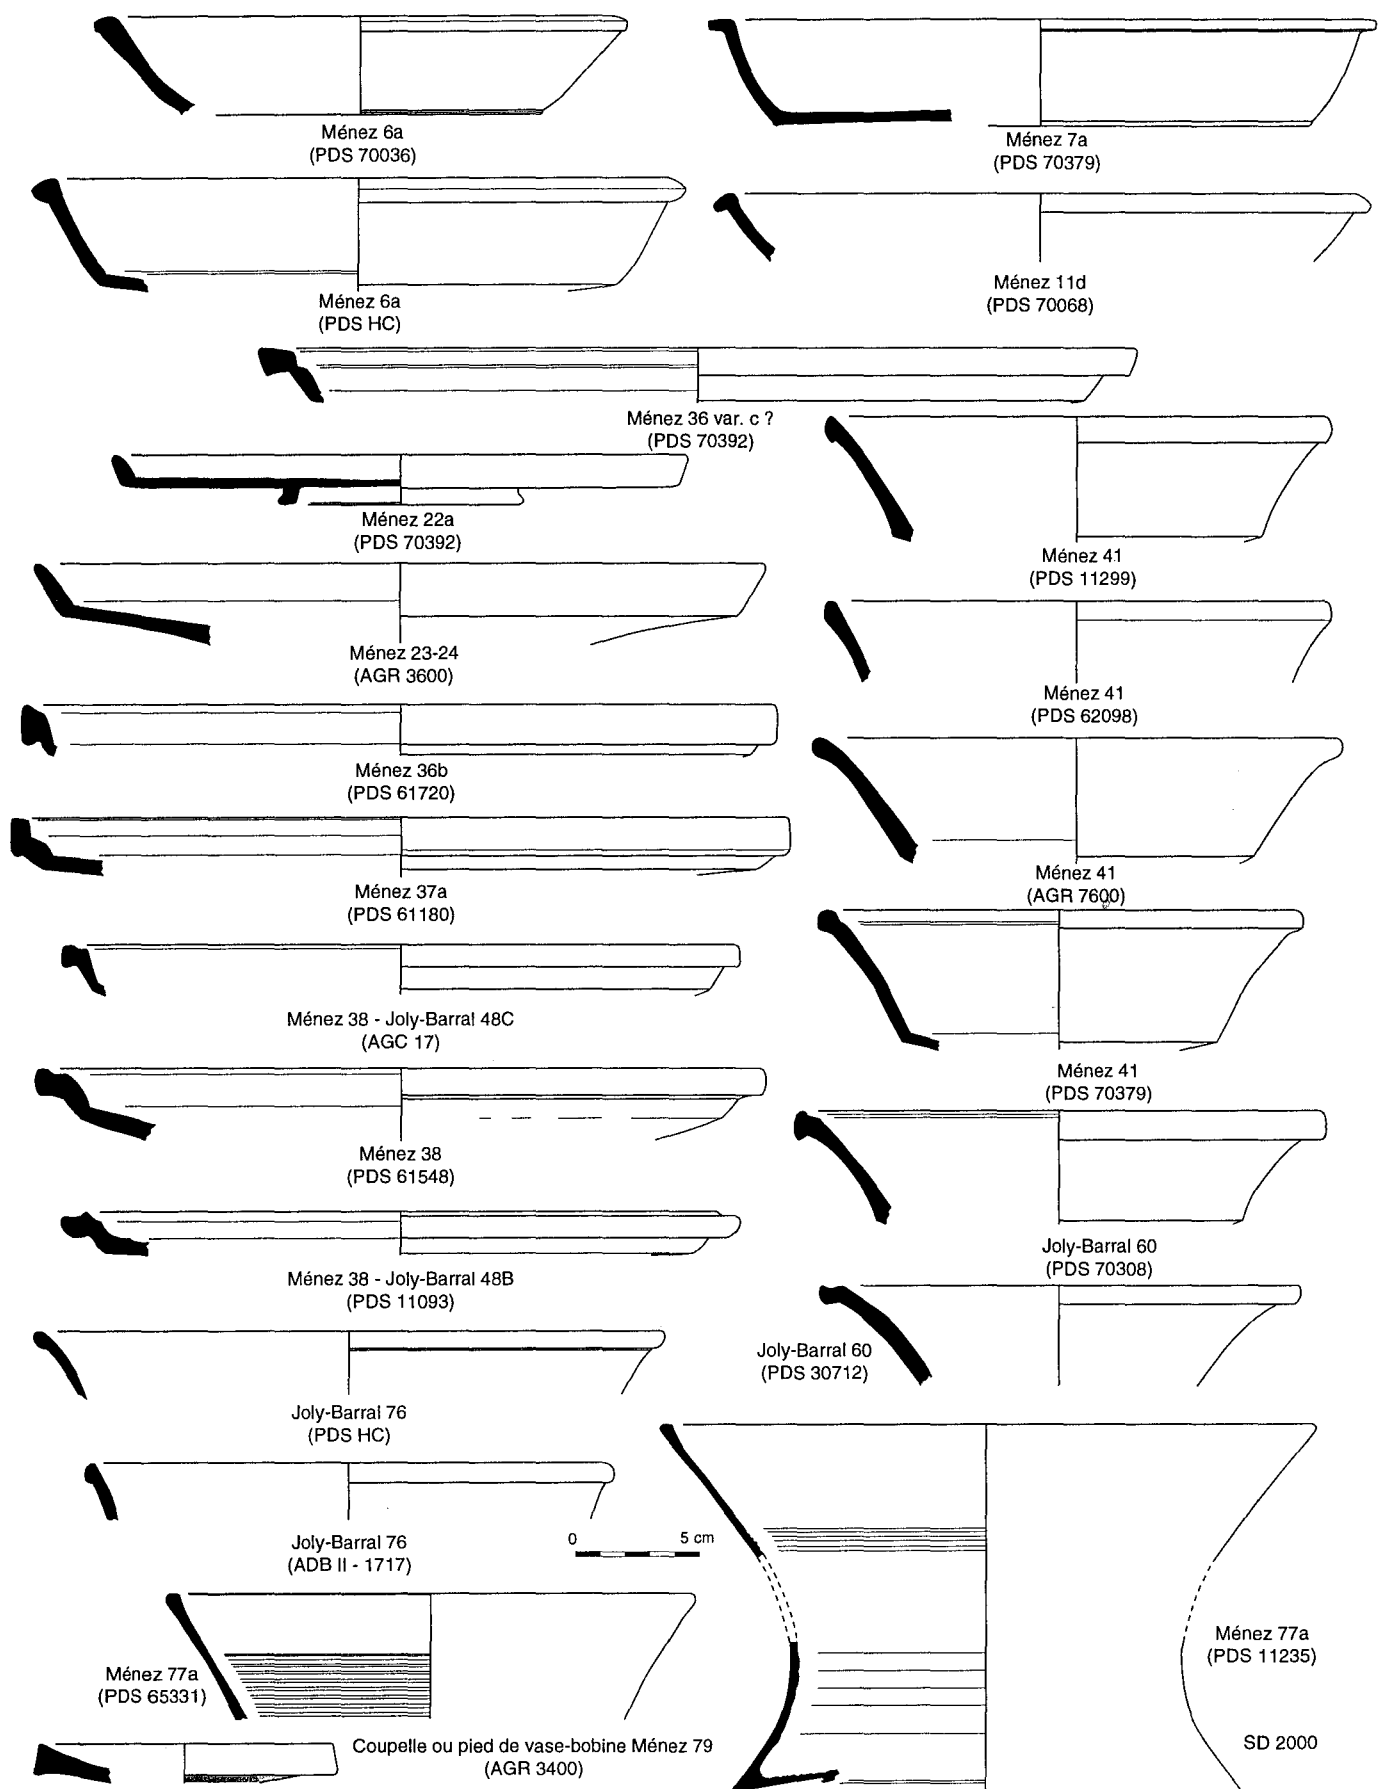 Ménez 6a
(PDS 70036)
Ménez 7a
(PDS 70379)
Ménez 6a
(PDS HC)
Ménez 11d
(PDS 70068)
Ménez 36 var. c ?
(PDS 70392)
Ménez 22a
(PDS 70392)
Ménez 41
(PDS 11299)
Ménez 23-24
(AGR 3600)
Ménez 41
(PDS 62098)
Ménez 36b
(PDS 61720)
Ménez 41
(AGR 7600)
Ménez 37a
(PDS 61180)
Ménez 38 - Joly-Barral 48C
(AGC 17)
Ménez 41
(PDS 70379)
Ménez 38
(PDS 61548)
Joly-Barral 60
(PDS 70308)
Ménez 38 - Joly-Barral 48B
(PDS 11093)
Joly-Barral 60
(PDS 30712)
Joly-Barral 76
(PDS HC)
Joly-Barral 76
(ADB II - 1717)
0 5 cm
Ménez 77a
(PDS 65331)
Ménez 77a
(PDS 11235)
Coupelle ou pied de vase-bobine Ménez 79
(AGR 3400)
SD 2000